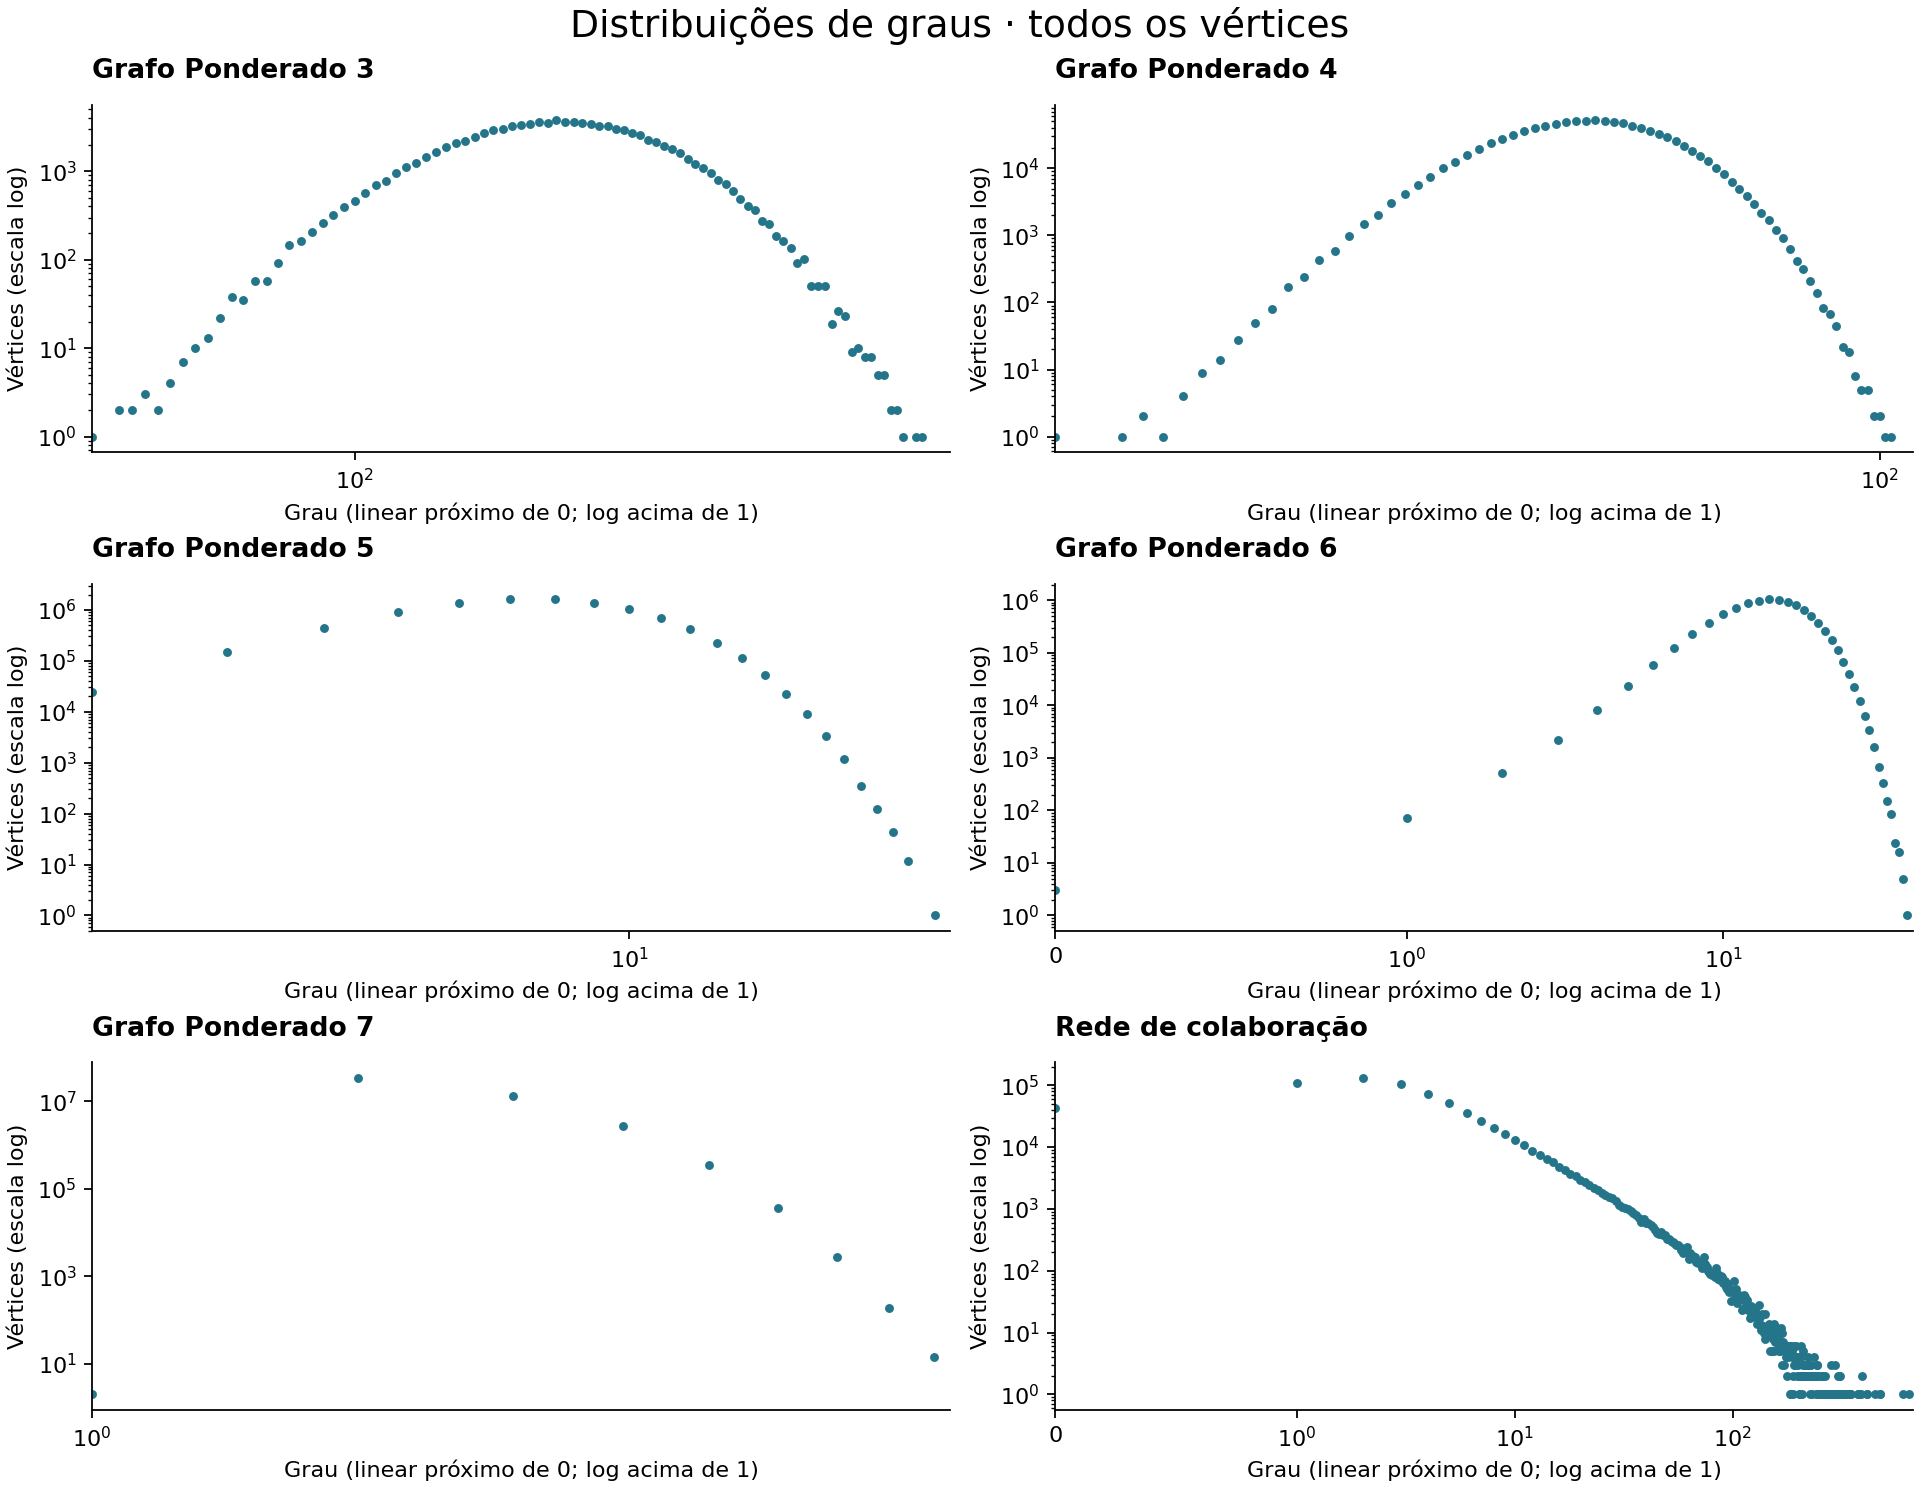 Distribuições de graus · todos os vértices
Grafo Ponderado 3
Vértices (escala log)
10³
10²
10¹
10⁰
10²
Grau (linear próximo de 0; log acima de 1)
Grafo Ponderado 4
Vértices (escala log)
10⁴
10³
10²
10¹
10⁰
10²
Grau (linear próximo de 0; log acima de 1)
Grafo Ponderado 5
Vértices (escala log)
10⁶
10⁵
10⁴
10³
10²
10¹
10⁰
10¹
Grau (linear próximo de 0; log acima de 1)
Grafo Ponderado 6
Vértices (escala log)
10⁶
10⁵
10⁴
10³
10²
10¹
10⁰
0 10⁰ 10¹
Grau (linear próximo de 0; log acima de 1)
Grafo Ponderado 7
Vértices (escala log)
10⁷
10⁵
10³
10¹
10⁰
Grau (linear próximo de 0; log acima de 1)
Rede de colaboração
Vértices (escala log)
10⁵
10⁴
10³
10²
10¹
10⁰
0 10⁰ 10¹ 10²
Grau (linear próximo de 0; log acima de 1)